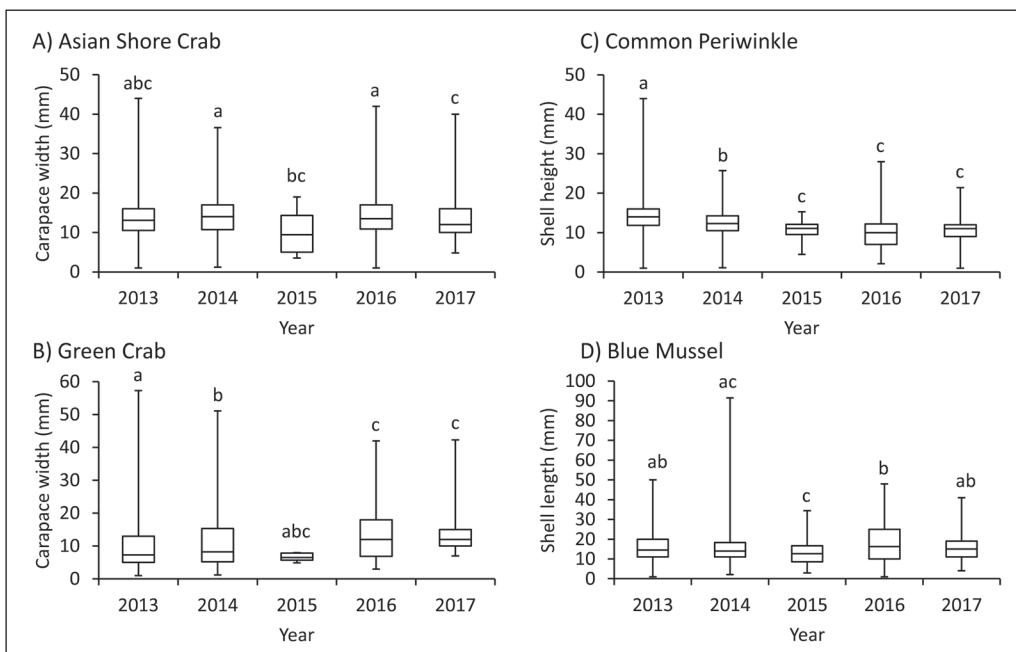 A) Asian Shore Crab
Carapace width (mm)
50
40
30
20
10
0
abc
a
bc
a
c
2013 2014 2015 2016 2017
Year
B) Green Crab
Carapace width (mm)
60
50
40
30
20
10
0
a
b
abc
c
c
2013 2014 2015 2016 2017
Year
C) Common Periwinkle
Shell height (mm)
50
40
30
20
10
0
a
b
c
c
c
2013 2014 2015 2016 2017
Year
D) Blue Mussel
Shell length (mm)
100
90
80
70
60
50
40
30
20
10
0
ab
ac
c
b
ab
2013 2014 2015 2016 2017
Year